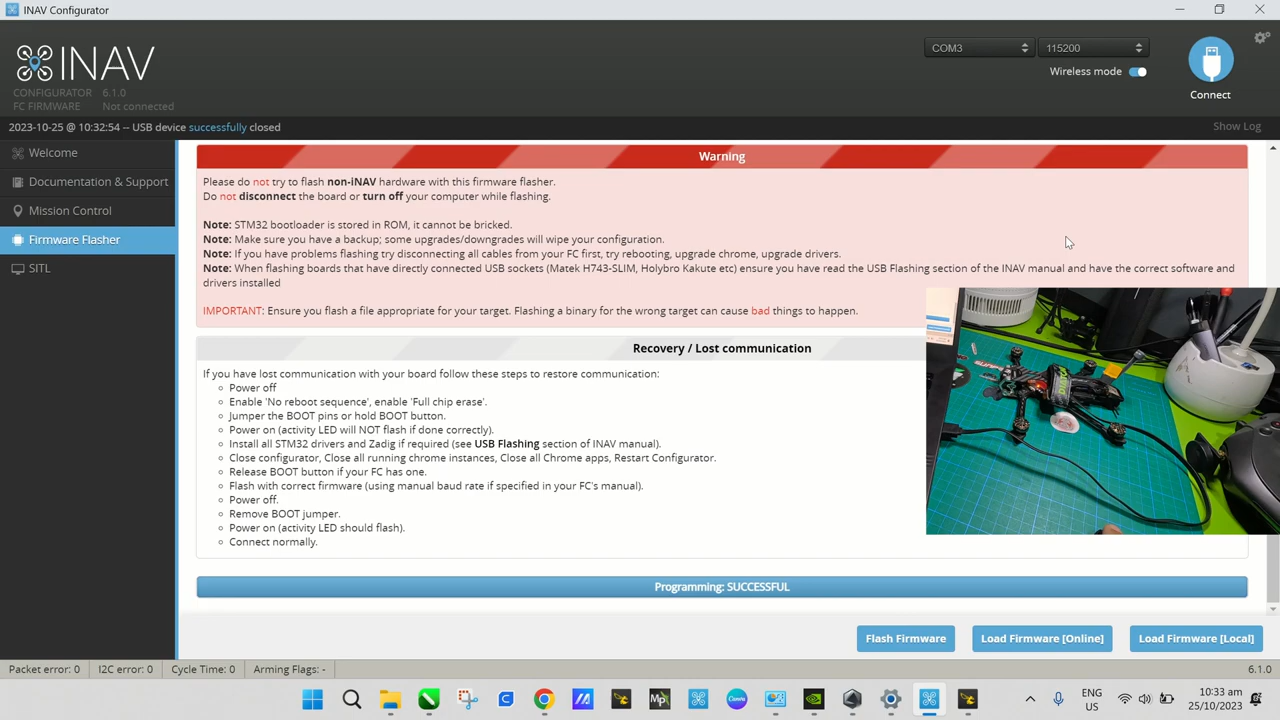 INAV Configurator
INAV
CONFIGURATOR 6.1.0
FC FIRMWARE Not connected
COM3
115200
Wireless mode
Connect
2023-10-25 @ 10:32:54 -- USB device successfully closed
Show Log
Welcome
Documentation & Support
Mission Control
Firmware Flasher
SITL
Warning
Please do not try to flash non-iNAV hardware with this firmware flasher.
Do not disconnect the board or turn off your computer while flashing.
Note: STM32 bootloader is stored in ROM, it cannot be bricked.
Note: Make sure you have a backup; some upgrades/downgrades will wipe your configuration.
Note: If you have problems flashing try disconnecting all cables from your FC first, try rebooting, upgrade chrome, upgrade drivers.
Note: When flashing boards that have directly connected USB sockets (Matek H743-SLIM, Holybro Kakute etc) ensure you have read the USB Flashing section of the INAV manual and have the correct software and
drivers installed
IMPORTANT: Ensure you flash a file appropriate for your target. Flashing a binary for the wrong target can cause bad things to happen.
Recovery / Lost communication
If you have lost communication with your board follow these steps to restore communication:
Power off
Enable 'No reboot sequence', enable 'Full chip erase'.
Jumper the BOOT pins or hold BOOT button.
Power on (activity LED will NOT flash if done correctly).
Install all STM32 drivers and Zadig if required (see USB Flashing section of INAV manual).
Close configurator, Close all running chrome instances, Close all Chrome apps, Restart Configurator.
Release BOOT button if your FC has one.
Flash with correct firmware (using manual baud rate if specified in your FC's manual).
Power off.
Remove BOOT jumper.
Power on (activity LED should flash).
Connect normally.
Programming: SUCCESSFUL
Flash Firmware
Load Firmware [Online]
Load Firmware [Local]
Packet error: 0
I2C error: 0
Cycle Time: 0
Arming Flags: -
6.1.0
Mp
Canva
ENG
US
10:33 am
25/10/2023